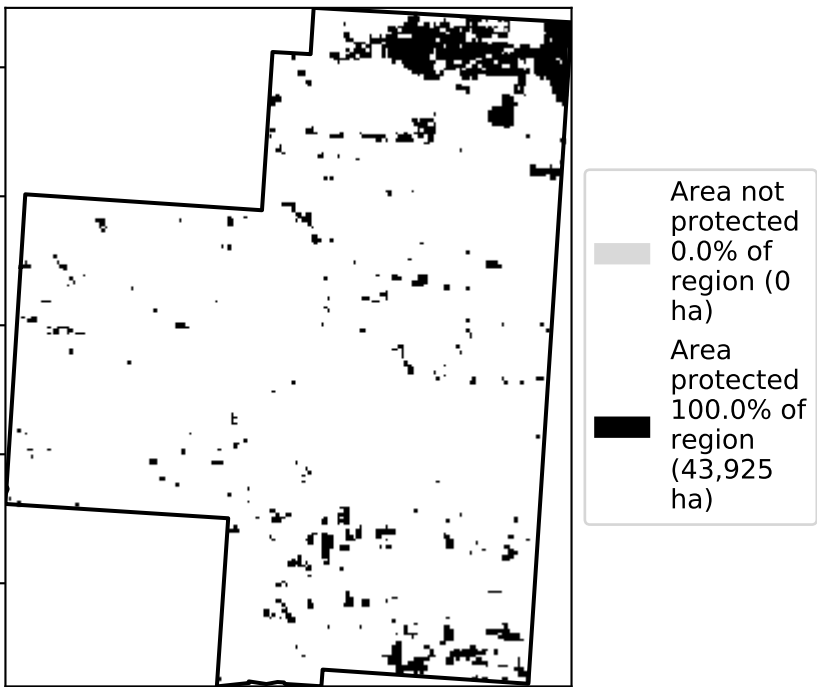 Area not
protected
0.0% of
region (0
ha)
Area
protected
100.0% of
region
(43,925
ha)